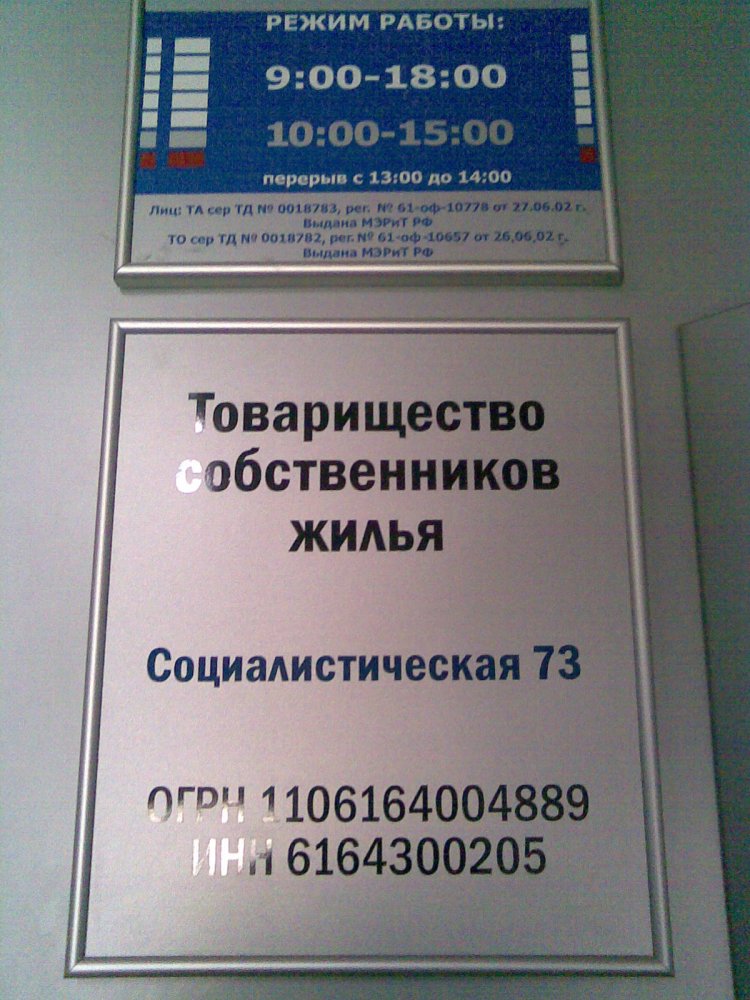 РЕЖИМ РАБОТЫ:
9:00-18:00
10:00-15:00
перерыв с 13:00 до 14:00
Лиц: ТА сер ТД № 0018783, рег. № 61-оф-10778 от 27.06.02 г.
Выдана МЭРиТ РФ
ТО сер ТД № 0018782, рег. № 61-оф-10657 от 26,06,02 г.
Выдана МЭРиТ РФ
Товарищество
собственников
жилья
Социалистическая 73
ОГРН 1106164004889
ИНН 6164300205